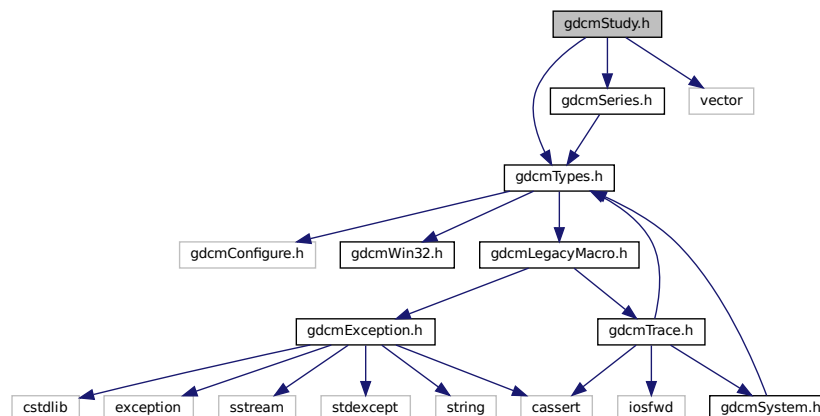 gdcmStudy.h
gdcmSeries.h
vector
gdcmTypes.h
gdcmConfigure.h
gdcmWin32.h
gdcmLegacyMacro.h
gdcmException.h
gdcmTrace.h
cstdlib
exception
sstream
stdexcept
string
cassert
iosfwd
gdcmSystem.h